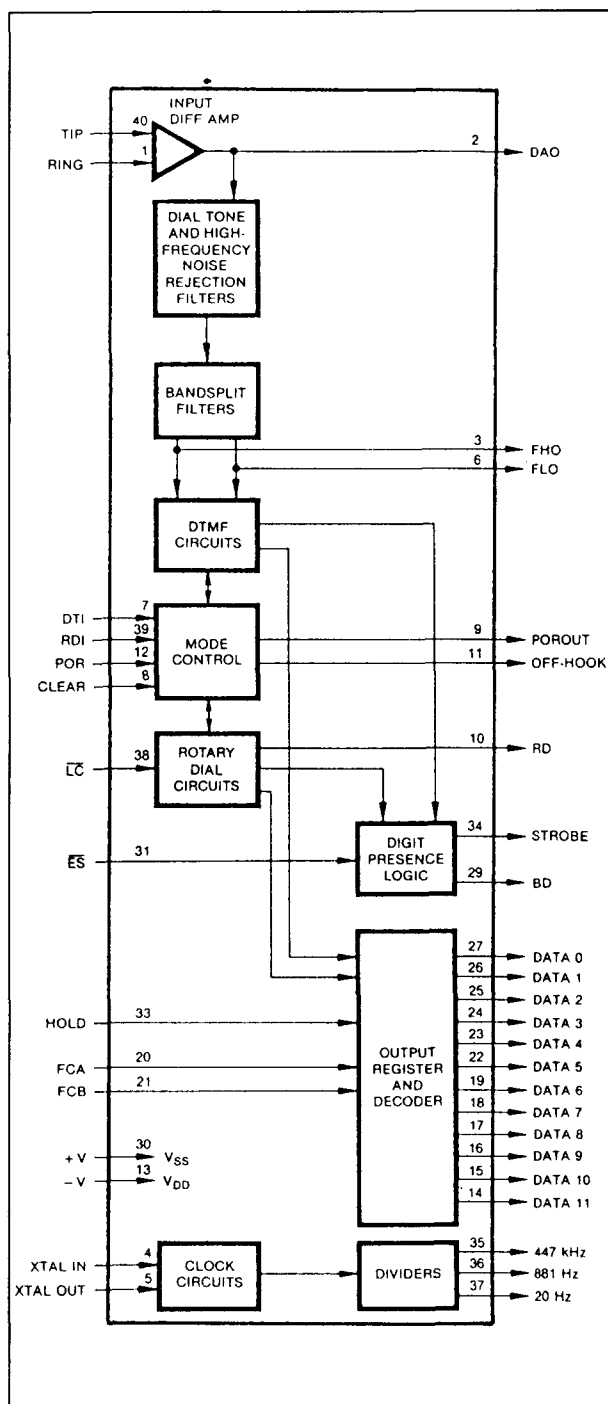 INPUT
DIFF AMP
TIP 40
RING 1
2 DAO
DIAL TONE
AND HIGH-
FREQUENCY
NOISE
REJECTION
FILTERS
BANDSPLIT
FILTERS
3 FHO
6 FLO
DTMF
CIRCUITS
DTI 7
RDI 39
POR 12
CLEAR 8
MODE
CONTROL
9 POROUT
11 OFF-HOOK
LC 38
ROTARY
DIAL
CIRCUITS
10 RD
ES 31
DIGIT
PRESENCE
LOGIC
34 STROBE
29 BD
HOLD 33
FCA 20
FCB 21
OUTPUT
REGISTER
AND
DECODER
27 DATA 0
26 DATA 1
25 DATA 2
24 DATA 3
23 DATA 4
22 DATA 5
19 DATA 6
18 DATA 7
17 DATA 8
16 DATA 9
15 DATA 10
14 DATA 11
+V 30 VSS
−V 13 VDD
XTAL IN 4
XTAL OUT 5
CLOCK
CIRCUITS
DIVIDERS
35 447 kHz
36 881 Hz
37 20 Hz